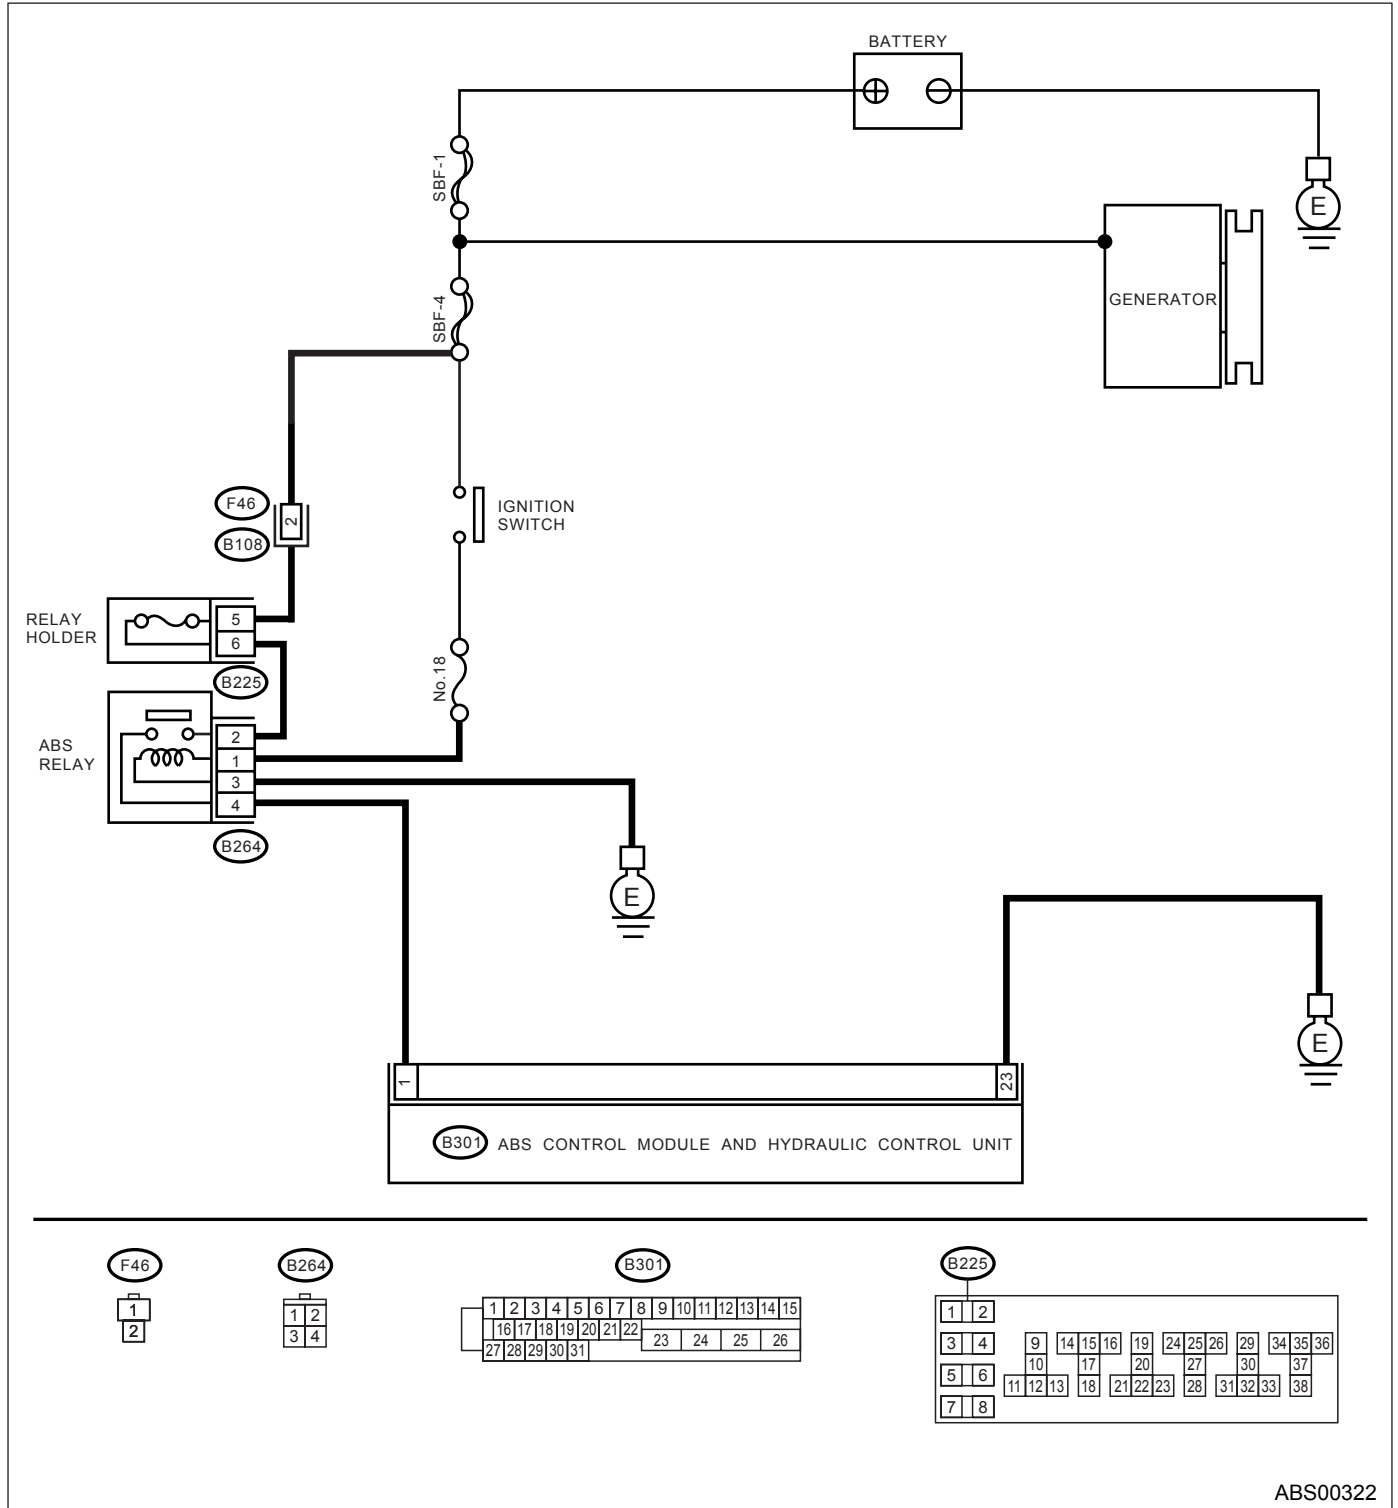 BATTERY
SBF-1
E
GENERATOR
SBF-4
F46
2
B108
IGNITION
SWITCH
RELAY
HOLDER
5
6
B225
No.18
ABS
RELAY
2
1
3
4
B264
E
E
1
23
B301 ABS CONTROL MODULE AND HYDRAULIC CONTROL UNIT
F46
1
2
B264
1 2
3 4
B301
1 2 3 4 5 6 7 8 9 10 11 12 13 14 15
16 17 18 19 20 21 22 23 24 25 26
27 28 29 30 31
B225
1 2
3 4 9 14 15 16 19 24 25 26 29 34 35 36
10 17 20 27 30 37
5 6 11 12 13 18 21 22 23 28 31 32 33 38
7 8
ABS00322